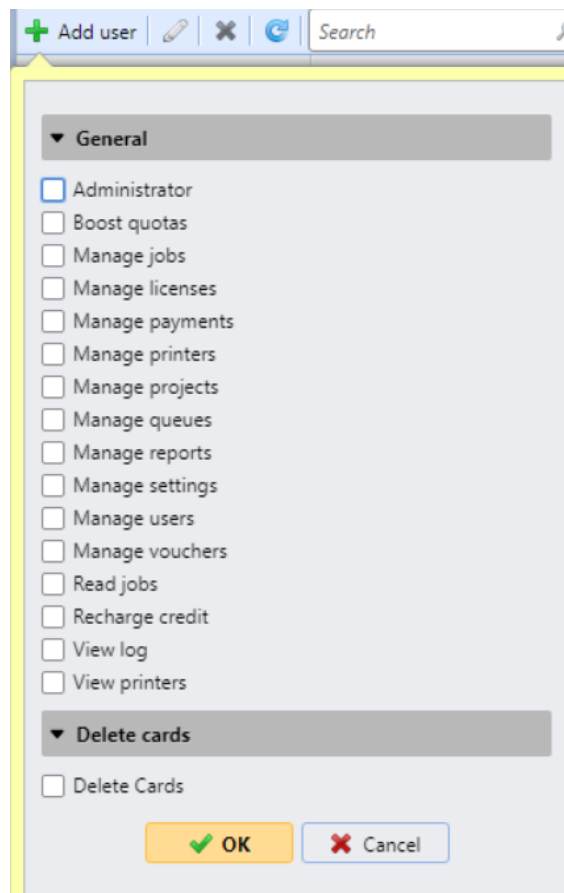 Add user
Search
General
Administrator
Boost quotas
Manage jobs
Manage licenses
Manage payments
Manage printers
Manage projects
Manage queues
Manage reports
Manage settings
Manage users
Manage vouchers
Read jobs
Recharge credit
View log
View printers
Delete cards
Delete Cards
OK
Cancel